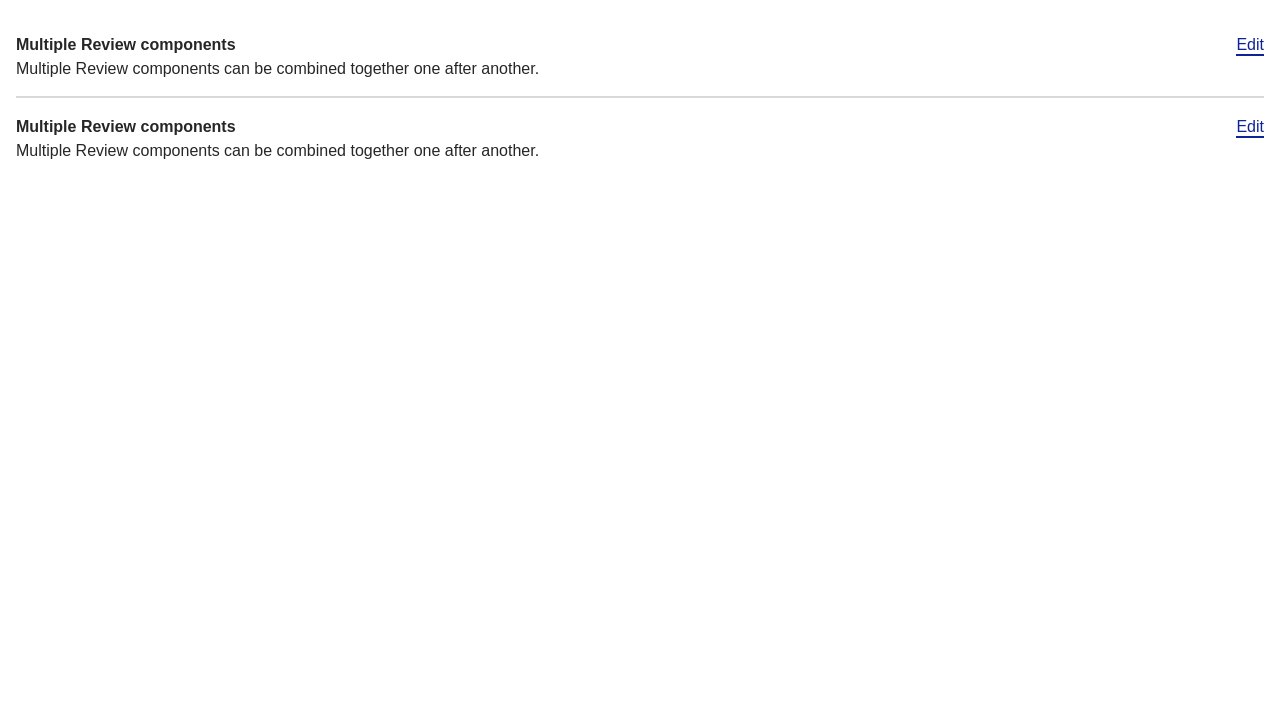 Multiple Review components
Edit
Multiple Review components can be combined together one after another.
Multiple Review components
Edit
Multiple Review components can be combined together one after another.